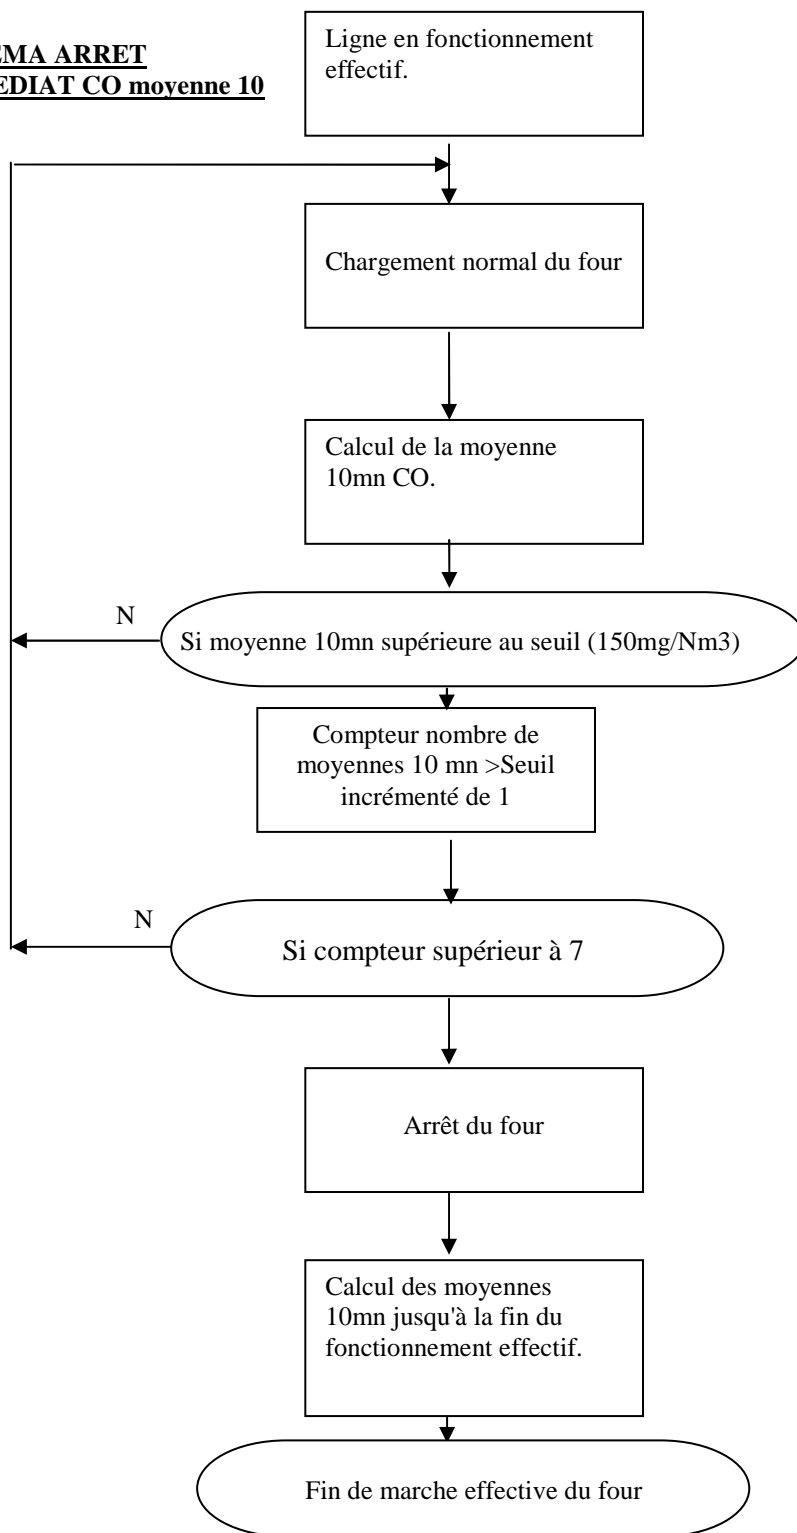 EMA ARRET
EDIAT CO moyenne 10
Ligne en fonctionnement
effectif.
Chargement normal du four
Calcul de la moyenne
10mn CO.
N
Si moyenne 10mn supérieure au seuil (150mg/Nm3)
Compteur nombre de
moyennes 10 mn >Seuil
incrémenté de 1
N
Si compteur supérieur à 7
Arrêt du four
Calcul des moyennes
10mn jusqu'à la fin du
fonctionnement effectif.
Fin de marche effective du four